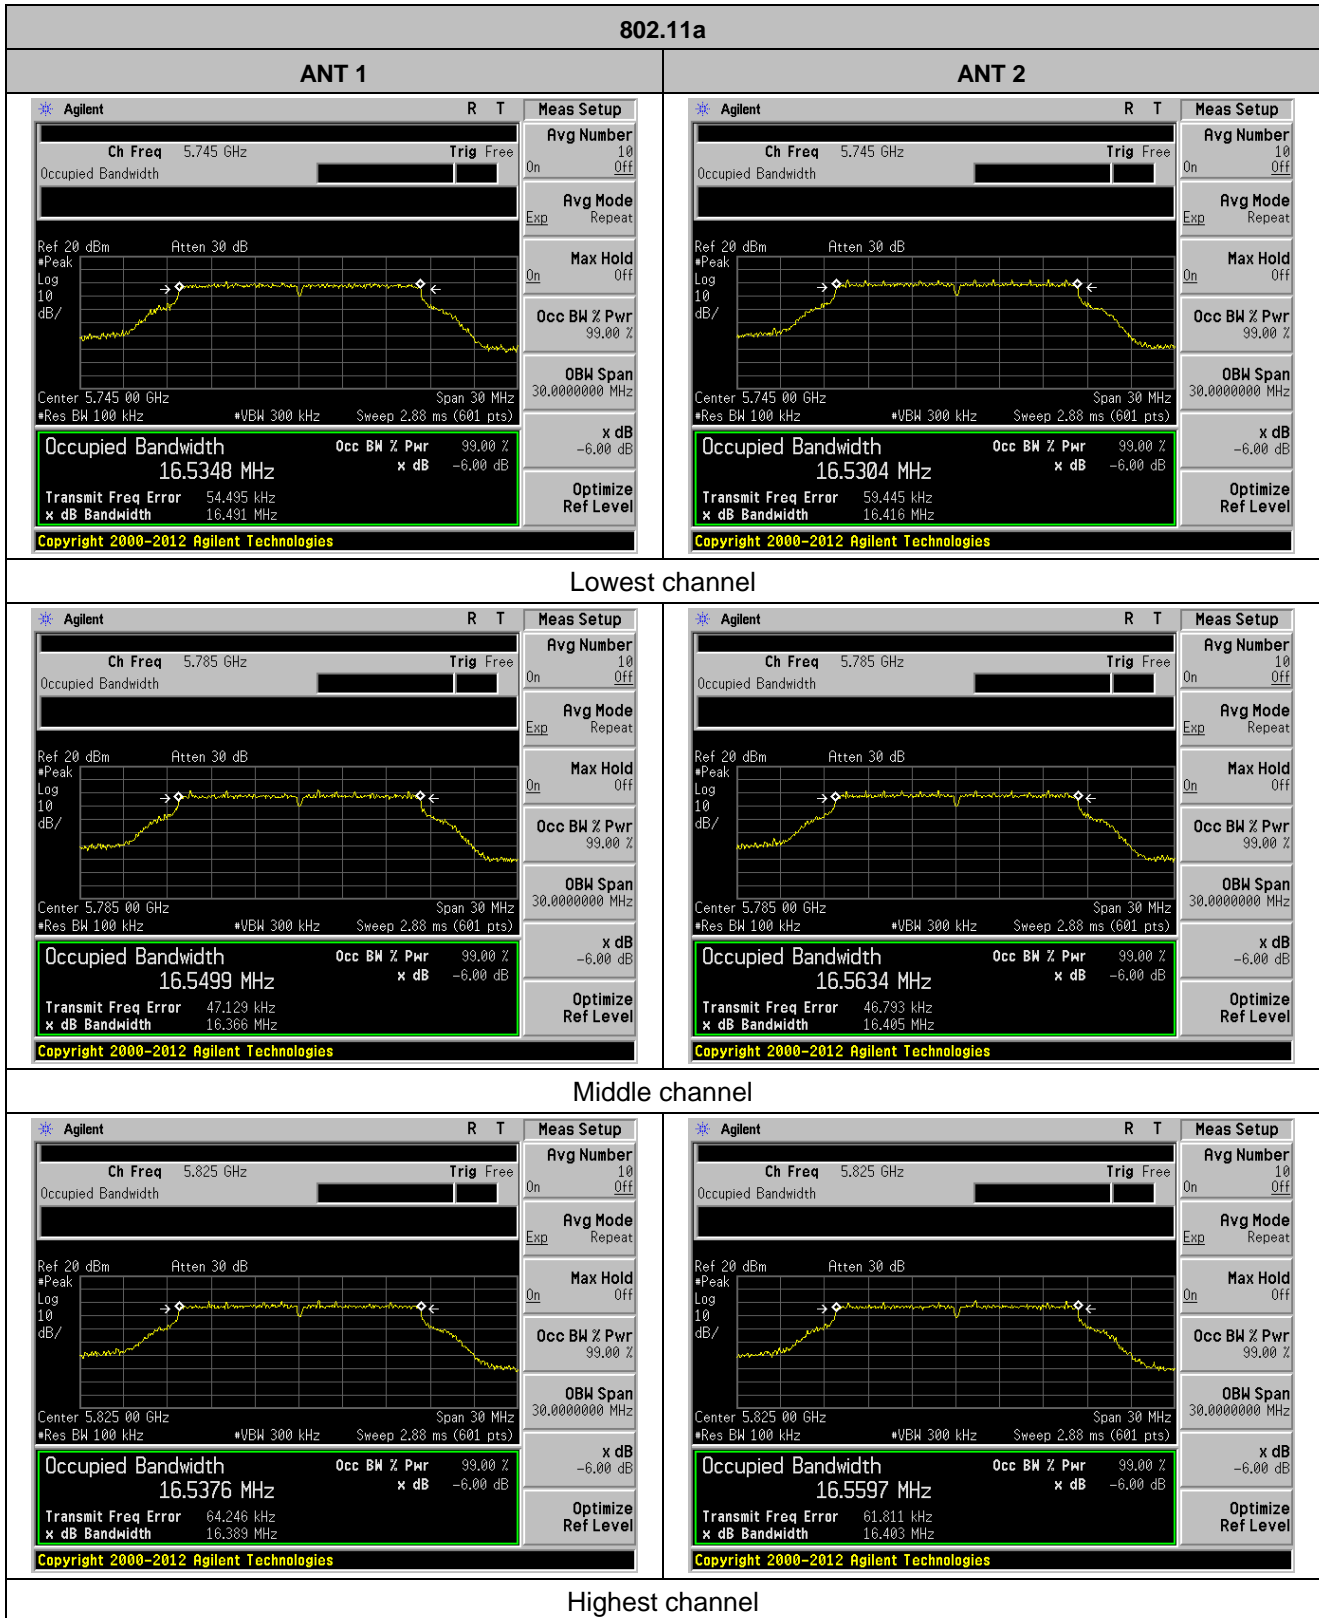 802.11a
ANT 1
ANT 2
Agilent R T
Ch Freq 5.745 GHz Trig Free
Occupied Bandwidth
Ref 20 dBm Atten 30 dB
#Peak
Log
10
dB/
Center 5.745 00 GHz Span 30 MHz
#Res BW 100 kHz #VBW 300 kHz Sweep 2.88 ms (601 pts)
Occupied Bandwidth Occ BW % Pwr 99.00 %
16.5348 MHz x dB -6.00 dB
Transmit Freq Error 54.495 kHz
x dB Bandwidth 16.491 MHz
Copyright 2000-2012 Agilent Technologies
Meas Setup
Avg Number
10
On Off
Avg Mode
Exp Repeat
Max Hold
On Off
Occ BW % Pwr
99.00 %
OBW Span
30.0000000 MHz
x dB
-6.00 dB
Optimize
Ref Level
Agilent R T
Ch Freq 5.745 GHz Trig Free
Occupied Bandwidth
Ref 20 dBm Atten 30 dB
#Peak
Log
10
dB/
Center 5.745 00 GHz Span 30 MHz
#Res BW 100 kHz #VBW 300 kHz Sweep 2.88 ms (601 pts)
Occupied Bandwidth Occ BW % Pwr 99.00 %
16.5304 MHz x dB -6.00 dB
Transmit Freq Error 59.445 kHz
x dB Bandwidth 16.416 MHz
Copyright 2000-2012 Agilent Technologies
Meas Setup
Avg Number
10
On Off
Avg Mode
Exp Repeat
Max Hold
On Off
Occ BW % Pwr
99.00 %
OBW Span
30.0000000 MHz
x dB
-6.00 dB
Optimize
Ref Level
Lowest channel
Agilent R T
Ch Freq 5.785 GHz Trig Free
Occupied Bandwidth
Ref 20 dBm Atten 30 dB
#Peak
Log
10
dB/
Center 5.785 00 GHz Span 30 MHz
#Res BW 100 kHz #VBW 300 kHz Sweep 2.88 ms (601 pts)
Occupied Bandwidth Occ BW % Pwr 99.00 %
16.5499 MHz x dB -6.00 dB
Transmit Freq Error 47.129 kHz
x dB Bandwidth 16.366 MHz
Copyright 2000-2012 Agilent Technologies
Meas Setup
Avg Number
10
On Off
Avg Mode
Exp Repeat
Max Hold
On Off
Occ BW % Pwr
99.00 %
OBW Span
30.0000000 MHz
x dB
-6.00 dB
Optimize
Ref Level
Agilent R T
Ch Freq 5.785 GHz Trig Free
Occupied Bandwidth
Ref 20 dBm Atten 30 dB
#Peak
Log
10
dB/
Center 5.785 00 GHz Span 30 MHz
#Res BW 100 kHz #VBW 300 kHz Sweep 2.88 ms (601 pts)
Occupied Bandwidth Occ BW % Pwr 99.00 %
16.5634 MHz x dB -6.00 dB
Transmit Freq Error 46.793 kHz
x dB Bandwidth 16.405 MHz
Copyright 2000-2012 Agilent Technologies
Meas Setup
Avg Number
10
On Off
Avg Mode
Exp Repeat
Max Hold
On Off
Occ BW % Pwr
99.00 %
OBW Span
30.0000000 MHz
x dB
-6.00 dB
Optimize
Ref Level
Middle channel
Agilent R T
Ch Freq 5.825 GHz Trig Free
Occupied Bandwidth
Ref 20 dBm Atten 30 dB
#Peak
Log
10
dB/
Center 5.825 00 GHz Span 30 MHz
#Res BW 100 kHz #VBW 300 kHz Sweep 2.88 ms (601 pts)
Occupied Bandwidth Occ BW % Pwr 99.00 %
16.5376 MHz x dB -6.00 dB
Transmit Freq Error 64.246 kHz
x dB Bandwidth 16.389 MHz
Copyright 2000-2012 Agilent Technologies
Meas Setup
Avg Number
10
On Off
Avg Mode
Exp Repeat
Max Hold
On Off
Occ BW % Pwr
99.00 %
OBW Span
30.0000000 MHz
x dB
-6.00 dB
Optimize
Ref Level
Agilent R T
Ch Freq 5.825 GHz Trig Free
Occupied Bandwidth
Ref 20 dBm Atten 30 dB
#Peak
Log
10
dB/
Center 5.825 00 GHz Span 30 MHz
#Res BW 100 kHz #VBW 300 kHz Sweep 2.88 ms (601 pts)
Occupied Bandwidth Occ BW % Pwr 99.00 %
16.5597 MHz x dB -6.00 dB
Transmit Freq Error 61.811 kHz
x dB Bandwidth 16.403 MHz
Copyright 2000-2012 Agilent Technologies
Meas Setup
Avg Number
10
On Off
Avg Mode
Exp Repeat
Max Hold
On Off
Occ BW % Pwr
99.00 %
OBW Span
30.0000000 MHz
x dB
-6.00 dB
Optimize
Ref Level
Highest channel